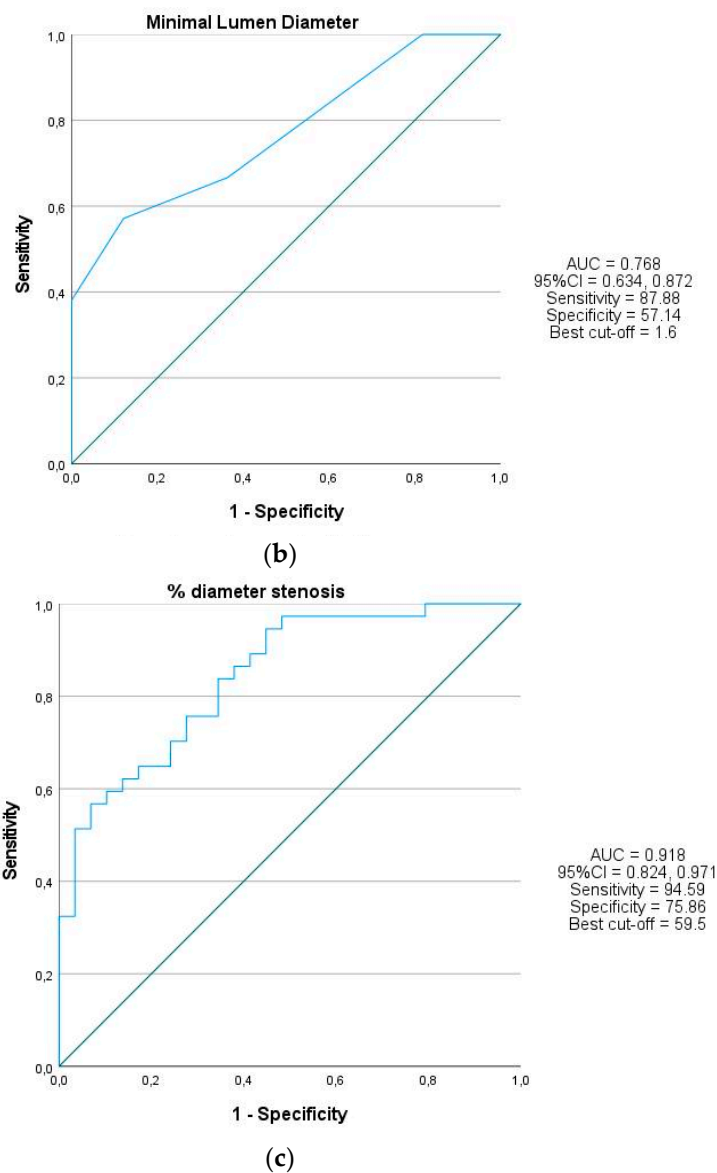 Minimal Lumen Diameter
1,0
0,8
0,6
0,4
0,2
0,0
Sensitivity
0,0 0,2 0,4 0,6 0,8 1,0
1 - Specificity
AUC = 0.768
95%CI = 0.634, 0.872
Sensitivity = 87.88
Specificity = 57.14
Best cut-off = 1.6
(b)
% diameter stenosis
1,0
0,8
0,6
0,4
0,2
0,0
Sensitivity
0,0 0,2 0,4 0,6 0,8 1,0
1 - Specificity
AUC = 0.918
95%CI = 0.824, 0.971
Sensitivity = 94.59
Specificity = 75.86
Best cut-off = 59.5
(c)